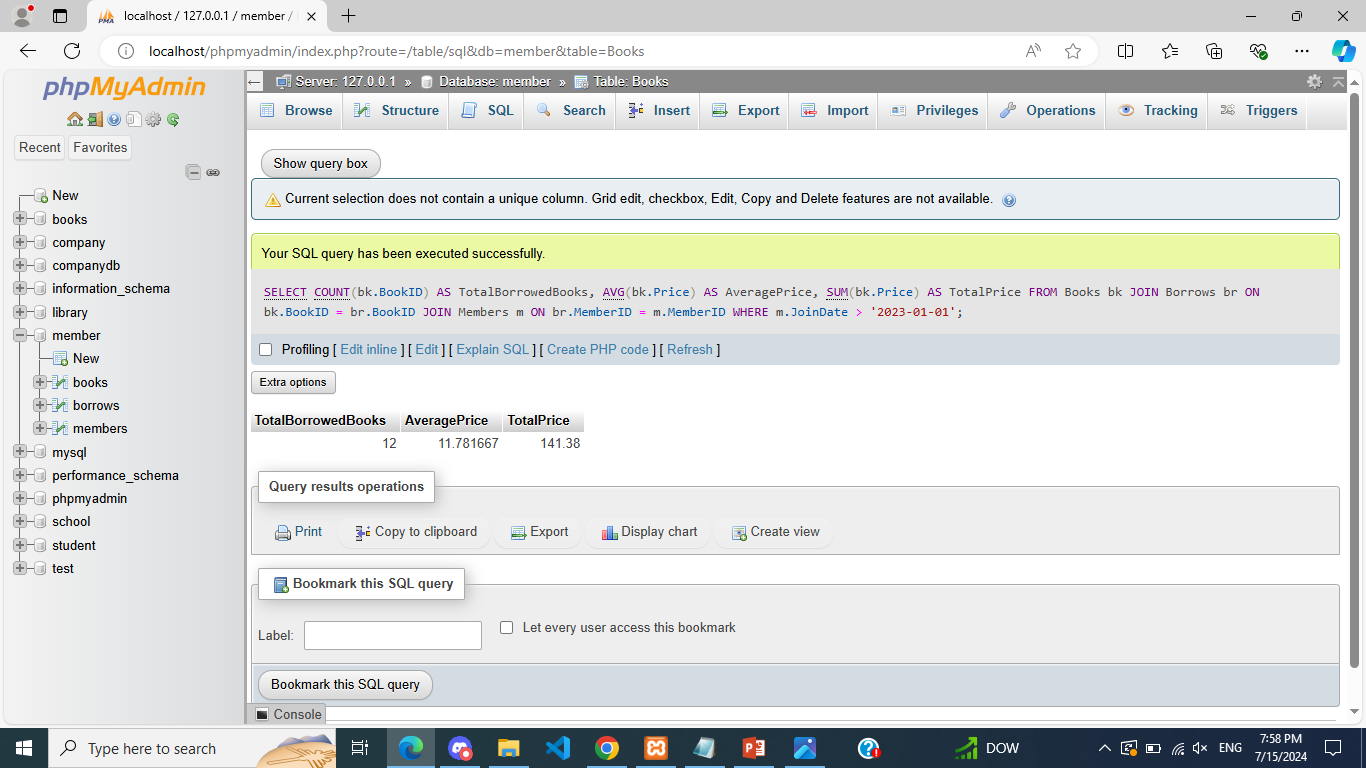 localhost / 127.0.0.1 / member /
localhost/phpmyadmin/index.php?route=/table/sql&db=member&table=Books
phpMyAdmin
Recent
Favorites
New
books
company
companydb
information_schema
library
member
New
books
borrows
members
mysql
performance_schema
phpmyadmin
school
student
test
Server: 127.0.0.1 » Database: member » Table: Books
Browse Structure SQL Search Insert Export Import Privileges Operations Tracking Triggers
Show query box
Current selection does not contain a unique column. Grid edit, checkbox, Edit, Copy and Delete features are not available.
Your SQL query has been executed successfully.
SELECT COUNT(bk.BookID) AS TotalBorrowedBooks, AVG(bk.Price) AS AveragePrice, SUM(bk.Price) AS TotalPrice FROM Books bk JOIN Borrows br ON
bk.BookID = br.BookID JOIN Members m ON br.MemberID = m.MemberID WHERE m.JoinDate > '2023-01-01';
Profiling [ Edit inline ] [ Edit ] [ Explain SQL ] [ Create PHP code ] [ Refresh ]
Extra options
TotalBorrowedBooks AveragePrice TotalPrice
12 11.781667 141.38
Query results operations
Print Copy to clipboard Export Display chart Create view
Bookmark this SQL query
Label: Let every user access this bookmark
Bookmark this SQL query
Console
Type here to search
DOW
ENG
7:58 PM
7/15/2024